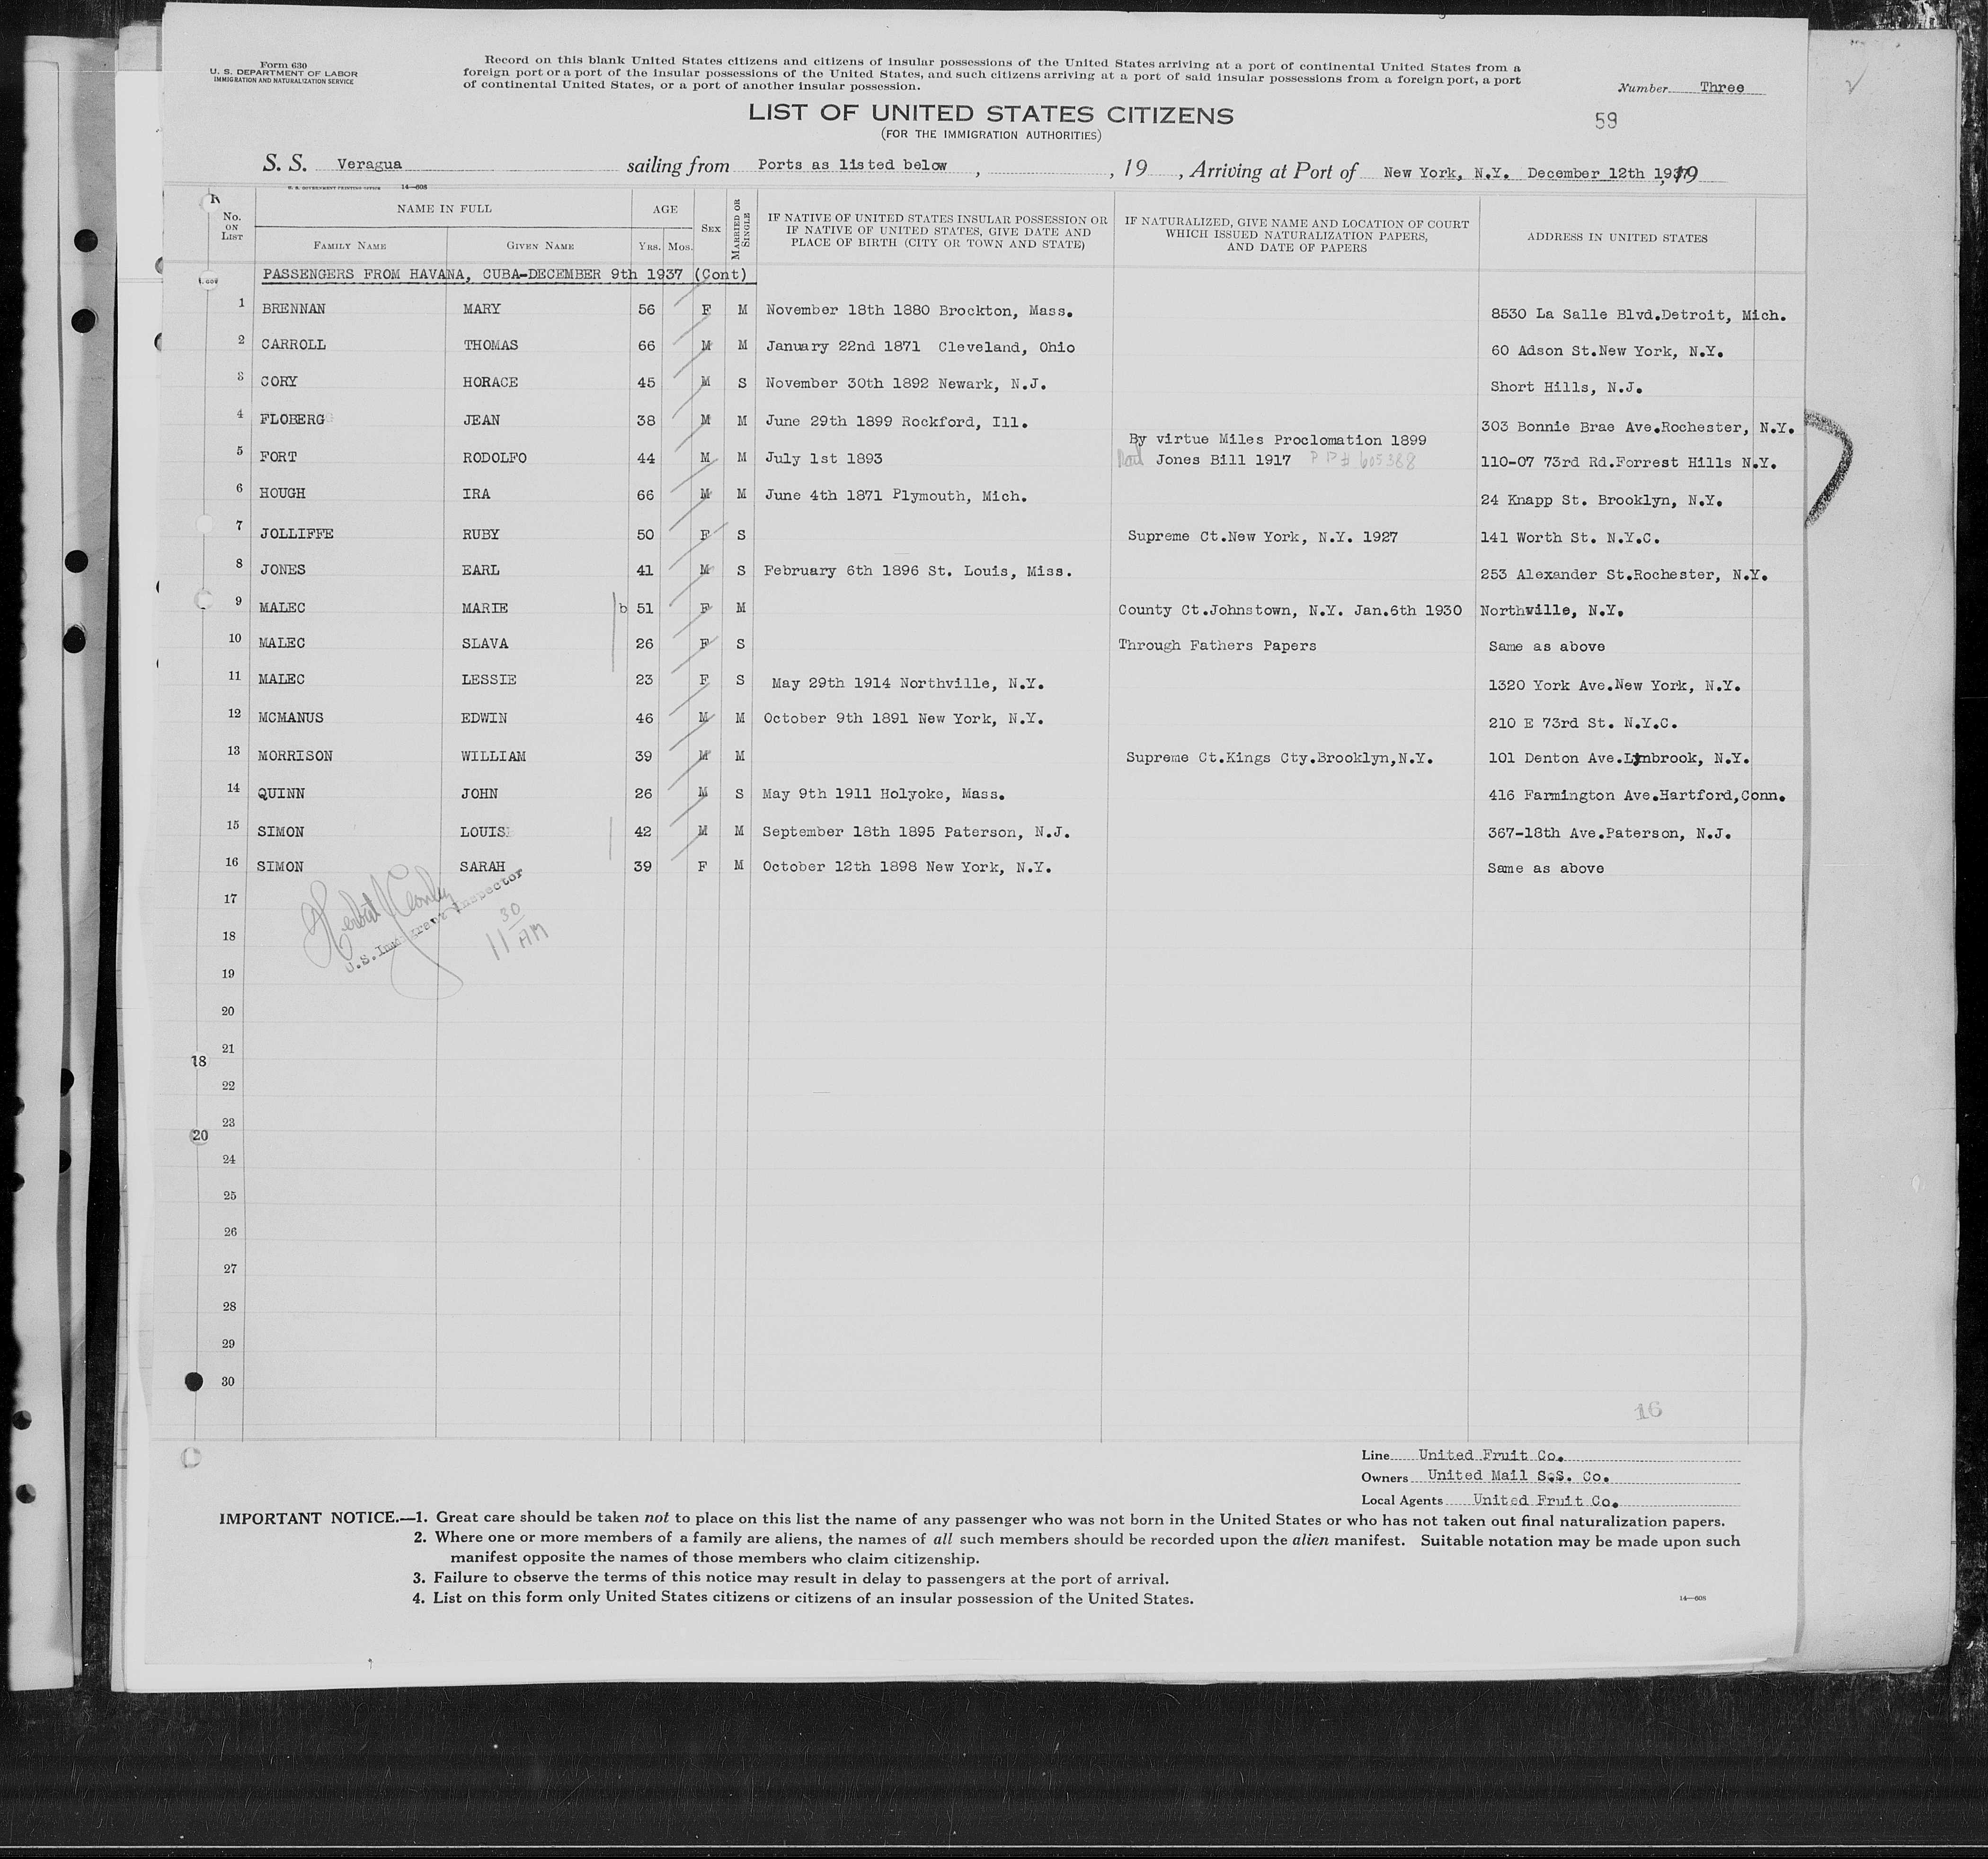 Form 630
U. S. DEPARTMENT OF LABOR
IMMIGRATION AND NATURALIZATION SERVICE
Record on this blank United States citizens and citizens of insular possessions of the United States arriving at a port of continental United States from a
foreign port or a port of the insular possessions of the United States, and such citizens arriving at a port of said insular possessions from a foreign port, a port
of continental United States, or a port of another insular possession.
Number Three
LIST OF UNITED STATES CITIZENS
(FOR THE IMMIGRATION AUTHORITIES)
59
S. S. Veragua sailing from Ports as listed below , , 19 , Arriving at Port of New York, N.Y. December 12th 1937, 19
U. S. GOVERNMENT PRINTING OFFICE 14—608
No. ON LIST
NAME IN FULL
FAMILY NAME GIVEN NAME
AGE
YRS. MOS.
SEX
MARRIED OR SINGLE
IF NATIVE OF UNITED STATES INSULAR POSSESSION OR
IF NATIVE OF UNITED STATES, GIVE DATE AND
PLACE OF BIRTH (CITY OR TOWN AND STATE)
IF NATURALIZED, GIVE NAME AND LOCATION OF COURT
WHICH ISSUED NATURALIZATION PAPERS,
AND DATE OF PAPERS
ADDRESS IN UNITED STATES
PASSENGERS FROM HAVANA, CUBA-DECEMBER 9th 1937 (Cont)
1 BRENNAN MARY 56 F M November 18th 1880 Brockton, Mass. 8530 La Salle Blvd.Detroit, Mich.
2 CARROLL THOMAS 66 M M January 22nd 1871 Cleveland, Ohio 60 Adson St.New York, N.Y.
3 CORY HORACE 45 M S November 30th 1892 Newark, N.J. Short Hills, N.J.
4 FLOBERG JEAN 38 M M June 29th 1899 Rockford, Ill. 303 Bonnie Brae Ave.Rochester, N.Y.
By virtue Miles Proclomation 1899
5 FORT RODOLFO 44 M M July 1st 1893 Jones Bill 1917 PP# 605388 110-07 73rd Rd.Forrest Hills N.Y.
6 HOUGH IRA 66 M M June 4th 1871 Plymouth, Mich. 24 Knapp St. Brooklyn, N.Y.
7 JOLLIFFE RUBY 50 F S Supreme Ct.New York, N.Y. 1927 141 Worth St. N.Y.C.
8 JONES EARL 41 M S February 6th 1896 St. Louis, Miss. 253 Alexander St.Rochester, N.Y.
9 MALEC MARIE b 51 F M County Ct.Johnstown, N.Y. Jan.6th 1930 Northville, N.Y.
10 MALEC SLAVA 26 F S Through Fathers Papers Same as above
11 MALEC LESSIE 23 F S May 29th 1914 Northville, N.Y. 1320 York Ave.New York, N.Y.
12 MCMANUS EDWIN 46 M M October 9th 1891 New York, N.Y. 210 E 73rd St. N.Y.C.
13 MORRISON WILLIAM 39 M M Supreme Ct.Kings Cty.Brooklyn,N.Y. 101 Denton Ave.Lynbrook, N.Y.
14 QUINN JOHN 26 M S May 9th 1911 Holyoke, Mass. 416 Farmington Ave.Hartford,Conn.
15 SIMON LOUIS 42 M M September 18th 1895 Paterson, N.J. 367-18th Ave.Paterson, N.J.
16 SIMON SARAH 39 F M October 12th 1898 New York, N.Y. Same as above
17
U.S. Immigrant Inspector
11 30 AM
18
19
20
21
18
22
23
20
24
25
26
27
28
29
30
16
Line United Fruit Co.
Owners United Mail S.S. Co.
Local Agents United Fruit Co.
IMPORTANT NOTICE.—1. Great care should be taken not to place on this list the name of any passenger who was not born in the United States or who has not taken out final naturalization papers.
2. Where one or more members of a family are aliens, the names of all such members should be recorded upon the alien manifest. Suitable notation may be made upon such
manifest opposite the names of those members who claim citizenship.
3. Failure to observe the terms of this notice may result in delay to passengers at the port of arrival.
4. List on this form only United States citizens or citizens of an insular possession of the United States.
14—608